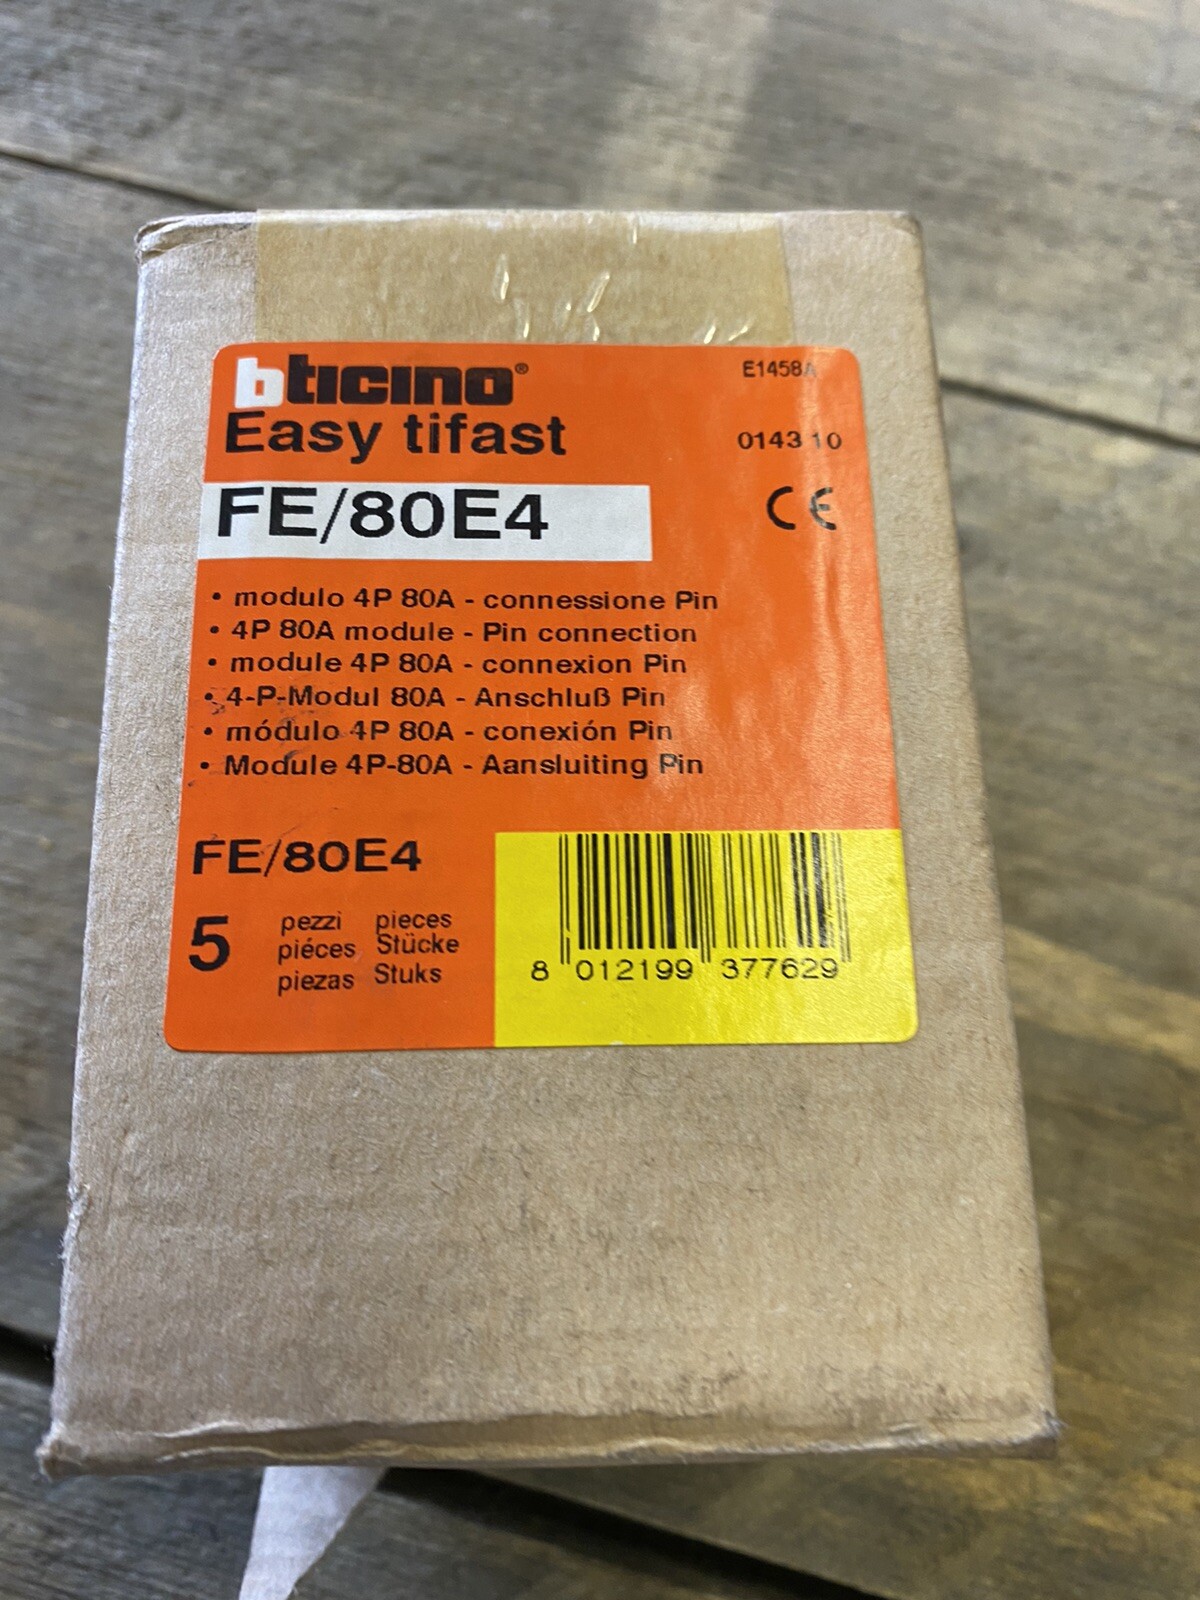 bticino®
E1458A
Easy tifast
014310
FE/80E4
CE
• modulo 4P 80A - connessione Pin
• 4P 80A module - Pin connection
• module 4P 80A - connexion Pin
• 4-P-Modul 80A - Anschluß Pin
• módulo 4P 80A - conexión Pin
• Module 4P-80A - Aansluiting Pin
FE/80E4
5
pezzi pieces
piéces Stücke
piezas Stuks
8 012199 377629